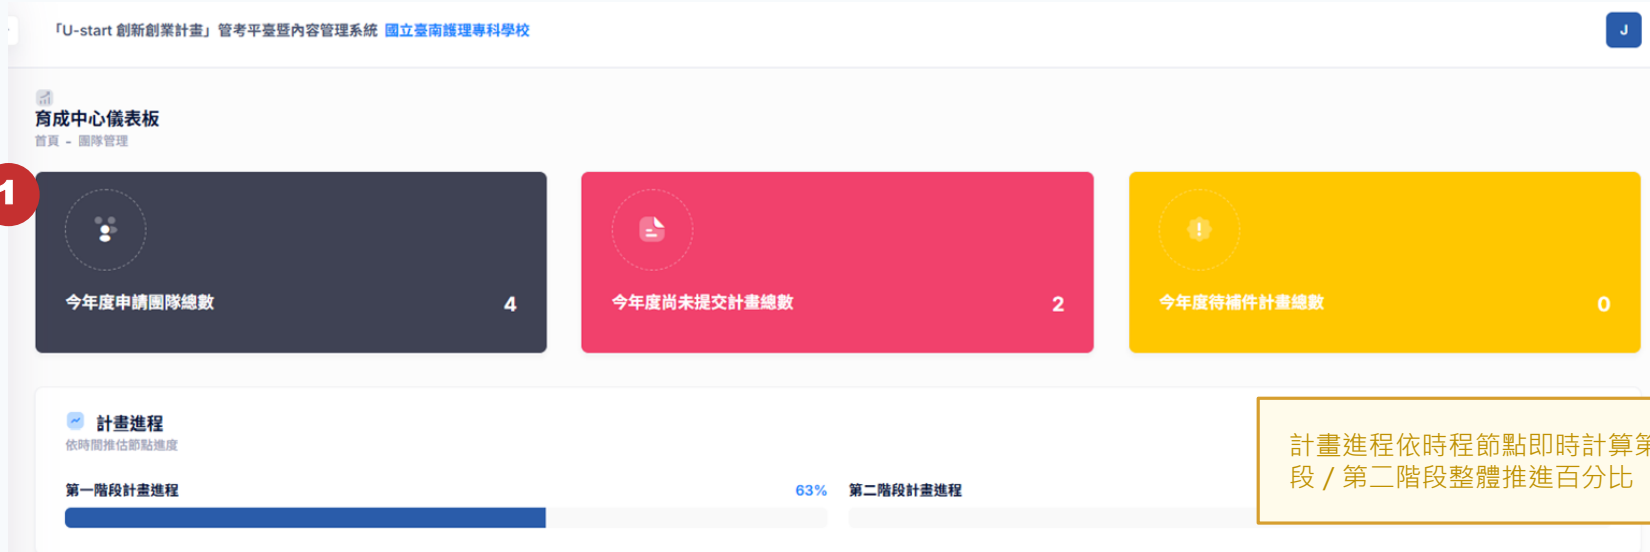 「U-start 創新創業計畫」管考平臺暨內容管理系統 國立臺南護理專科學校
J
育成中心儀表板
首頁 - 團隊管理
1
今年度申請團隊總數 4
今年度尚未提交計畫總數 2
今年度待補件計畫總數 0
計畫進程
依時間推估節點進度
第一階段計畫進程 63%
第二階段計畫進程
計畫進程依時程節點即時計算第
段 / 第二階段整體推進百分比